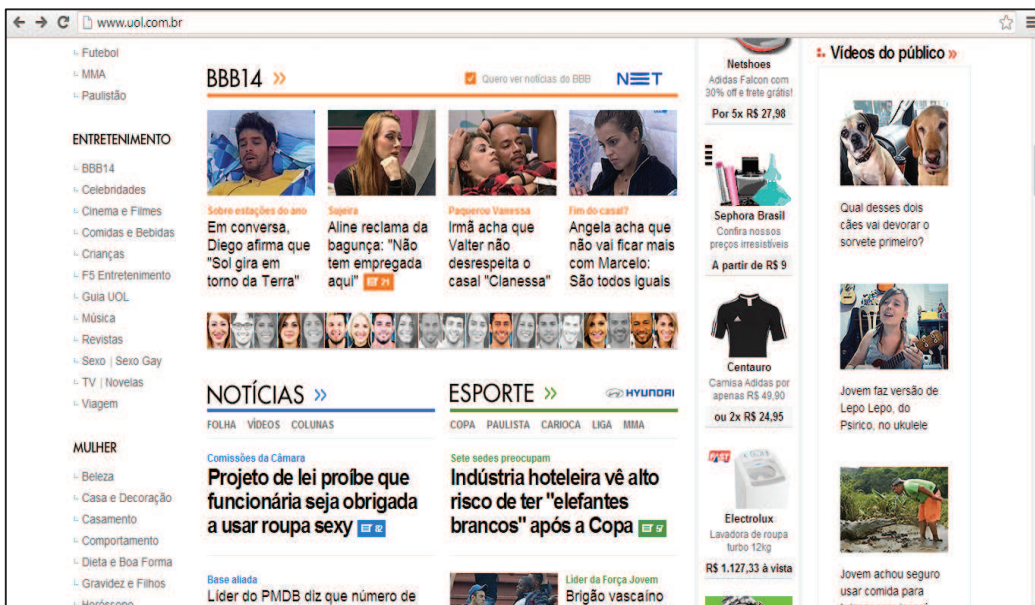 www.uol.com.br
Futebol
MMA
Paulistão
ENTRETENIMENTO
BBB14
Celebridades
Cinema e Filmes
Comidas e Bebidas
Crianças
F5 Entretenimento
Guia UOL
Música
Revistas
Sexo | Sexo Gay
TV | Novelas
Viagem
MULHER
Beleza
Casa e Decoração
Casamento
Comportamento
Dieta e Boa Forma
Gravidez e Filhos
Horóscopo
BBB14 »
Quero ver notícias do BBB
NET
Sobre estações do ano
Em conversa,
Diego afirma que
"Sol gira em
torno da Terra"
Sujeira
Aline reclama da
bagunça: "Não
tem empregada
aqui" 21
Paquerou Vanessa
Irmã acha que
Valter não
desrespeita o
casal "Clanessa"
Fim do casal?
Angela acha que
não vai ficar mais
com Marcelo:
São todos iguais
NOTÍCIAS »
FOLHA VÍDEOS COLUNAS
Comissões da Câmara
Projeto de lei proíbe que
funcionária seja obrigada
a usar roupa sexy 82
Base aliada
Líder do PMDB diz que número de
ESPORTE »
HYUNDAI
COPA PAULISTA CARIOCA LIGA MMA
Sete sedes preocupam
Indústria hoteleira vê alto
risco de ter "elefantes
brancos" após a Copa
Líder da Força Jovem
Brigão vascaíno
Netshoes
Adidas Falcon com
30% off e frete grátis!
Por 5x R$ 27,98
Sephora Brasil
Confira nossos
preços irresistíveis
A partir de R$ 9
Centauro
Camisa Adidas por
apenas R$ 49,90
ou 2x R$ 24,95
FAST
Electrolux
Lavadora de roupa
turbo 12kg
R$ 1.127,33 à vista
Vídeos do público »
Qual desses dois
cães vai devorar o
sorvete primeiro?
Jovem faz versão de
Lepo Lepo, do
Psirico, no ukulele
Jovem achou seguro
usar comida para